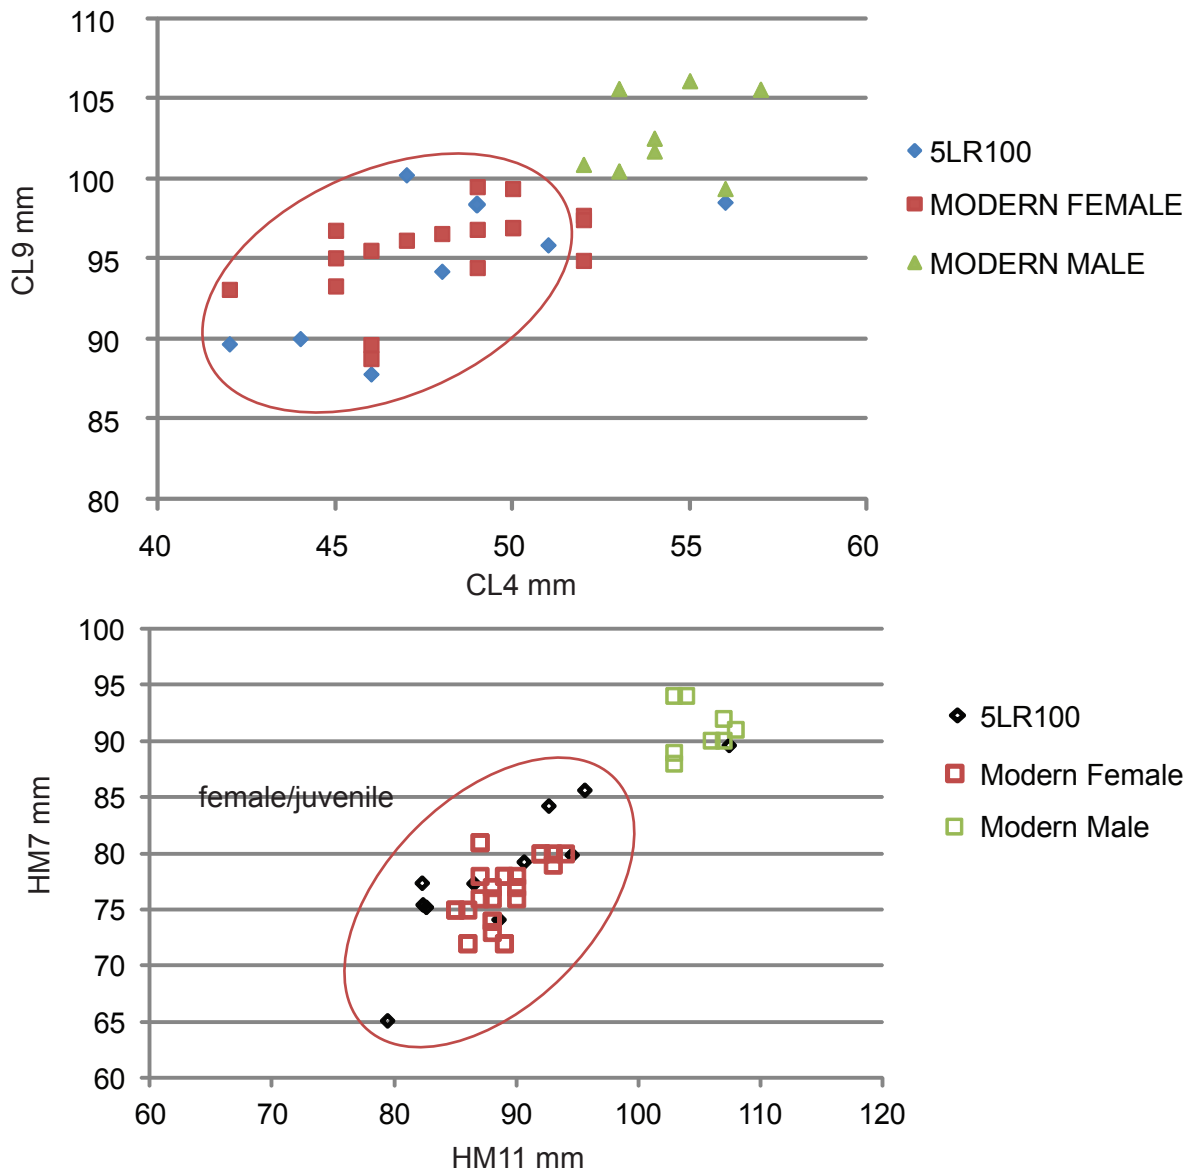 110
105
100
95
90
85
80
CL9 mm
40 45 50 55 60
CL4 mm
5LR100
MODERN FEMALE
MODERN MALE
100
95
90
85
80
75
70
65
60
HM7 mm
female/juvenile
60 70 80 90 100 110 120
HM11 mm
5LR100
Modern Female
Modern Male